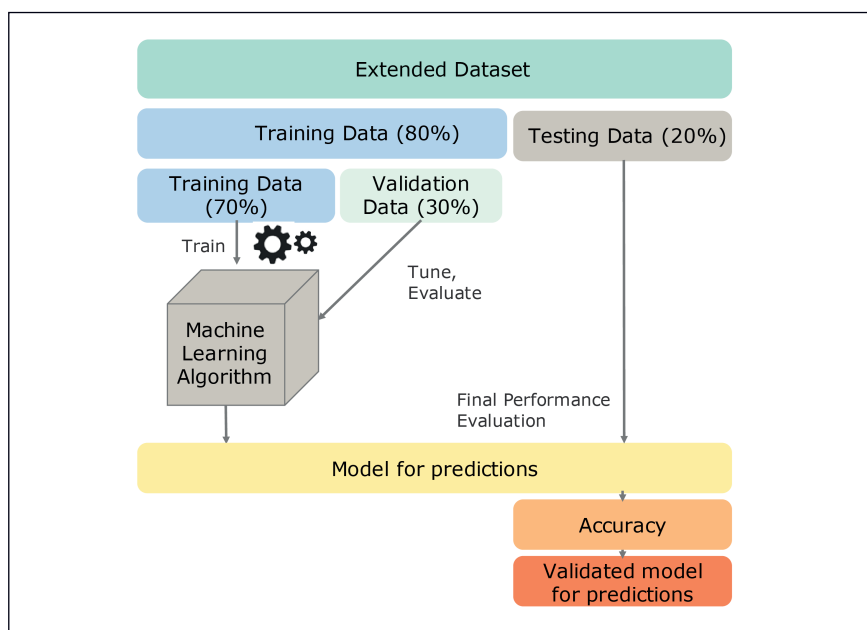 Extended Dataset
Training Data (80%)
Testing Data (20%)
Training Data
(70%)
Validation
Data (30%)
Train
Tune,
Evaluate
Machine
Learning
Algorithm
Final Performance
Evaluation
Model for predictions
Accuracy
Validated model
for predictions